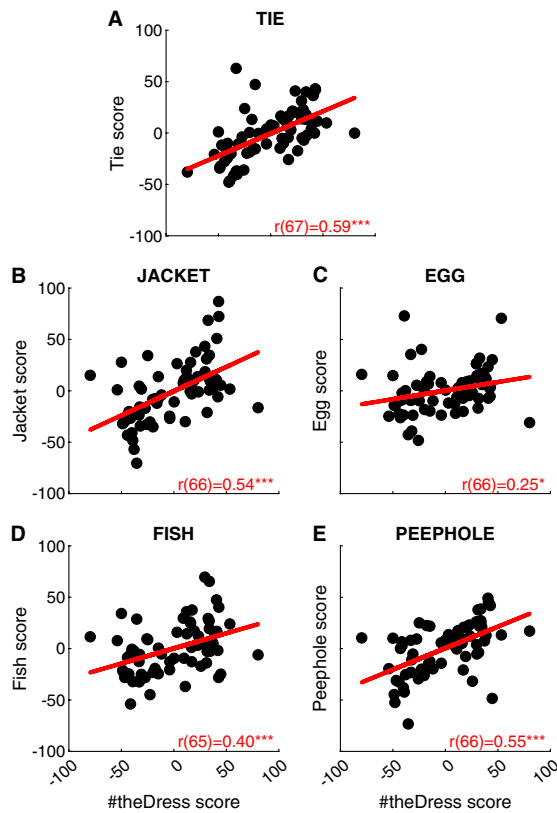 A TIE
100
50
0
-50
-100
Tie score
r(67)=0.59***
B JACKET
100
50
0
-50
-100
Jacket score
r(66)=0.54***
C EGG
Egg score
r(66)=0.25*
D FISH
100
50
0
-50
-100
Fish score
r(65)=0.40***
-100 -50 0 50 100
#theDress score
E PEEPHOLE
Peephole score
r(66)=0.55***
-100 -50 0 50 100
#theDress score